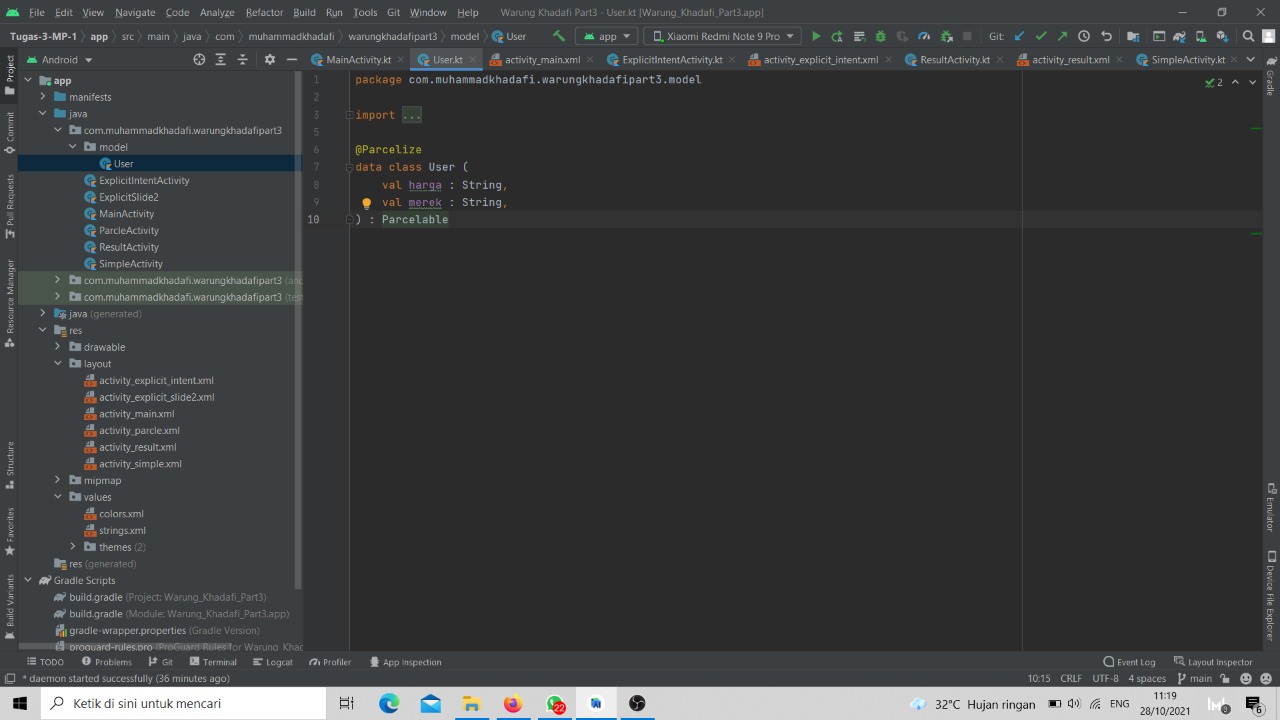 File Edit View Navigate Code Analyze Refactor Build Run Tools Git Window Help Warung Khadafi Part3 - User.kt [Warung_Khadafi_Part3.app]
Tugas-3-MP-1 app src main java com muhammadkhadafi warungkhadafipart3 model User app Xiaomi Redmi Note 9 Pro Git:
Project Android MainActivity.kt User.kt activity_main.xml ExplicitIntentActivity.kt activity_explicit_intent.xml ResultActivity.kt activity_result.xml SimpleActivity.kt Gradle
app
manifests
java
com.muhammadkhadafi.warungkhadafipart3
model
User
ExplicitIntentActivity
ExplicitSlide2
MainActivity
ParcleActivity
ResultActivity
SimpleActivity
com.muhammadkhadafi.warungkhadafipart3
com.muhammadkhadafi.warungkhadafipart3
java (generated)
res
drawable
layout
activity_explicit_intent.xml
activity_explicit_slide2.xml
activity_main.xml
activity_parcle.xml
activity_result.xml
activity_simple.xml
mipmap
values
colors.xml
strings.xml
themes (2)
res (generated)
Gradle Scripts
build.gradle (Project: Warung_Khadafi_Part3)
build.gradle (Module: Warung_Khadafi_Part3.app)
gradle-wrapper.properties (Gradle Version)
proguard-rules.pro (ProGuard Rules for Warung_Khad
Commit
Pull Requests
Resource Manager
Structure
Favorites
Build Variants
1 package com.muhammadkhadafi.warungkhadafipart3.model
2
3 import ...
5
6 @Parcelize
7 data class User (
8 val harga : String,
9 val merek : String,
10 ) : Parcelable
2
Emulator
Device File Explorer
TODO Problems Git Terminal Logcat Profiler App Inspection Event Log Layout Inspector
* daemon started successfully (36 minutes ago) 10:15 CRLF UTF-8 4 spaces main
Ketik di sini untuk mencari 22 32°C Hujan ringan ENG 11:19 28/10/2021 3 6